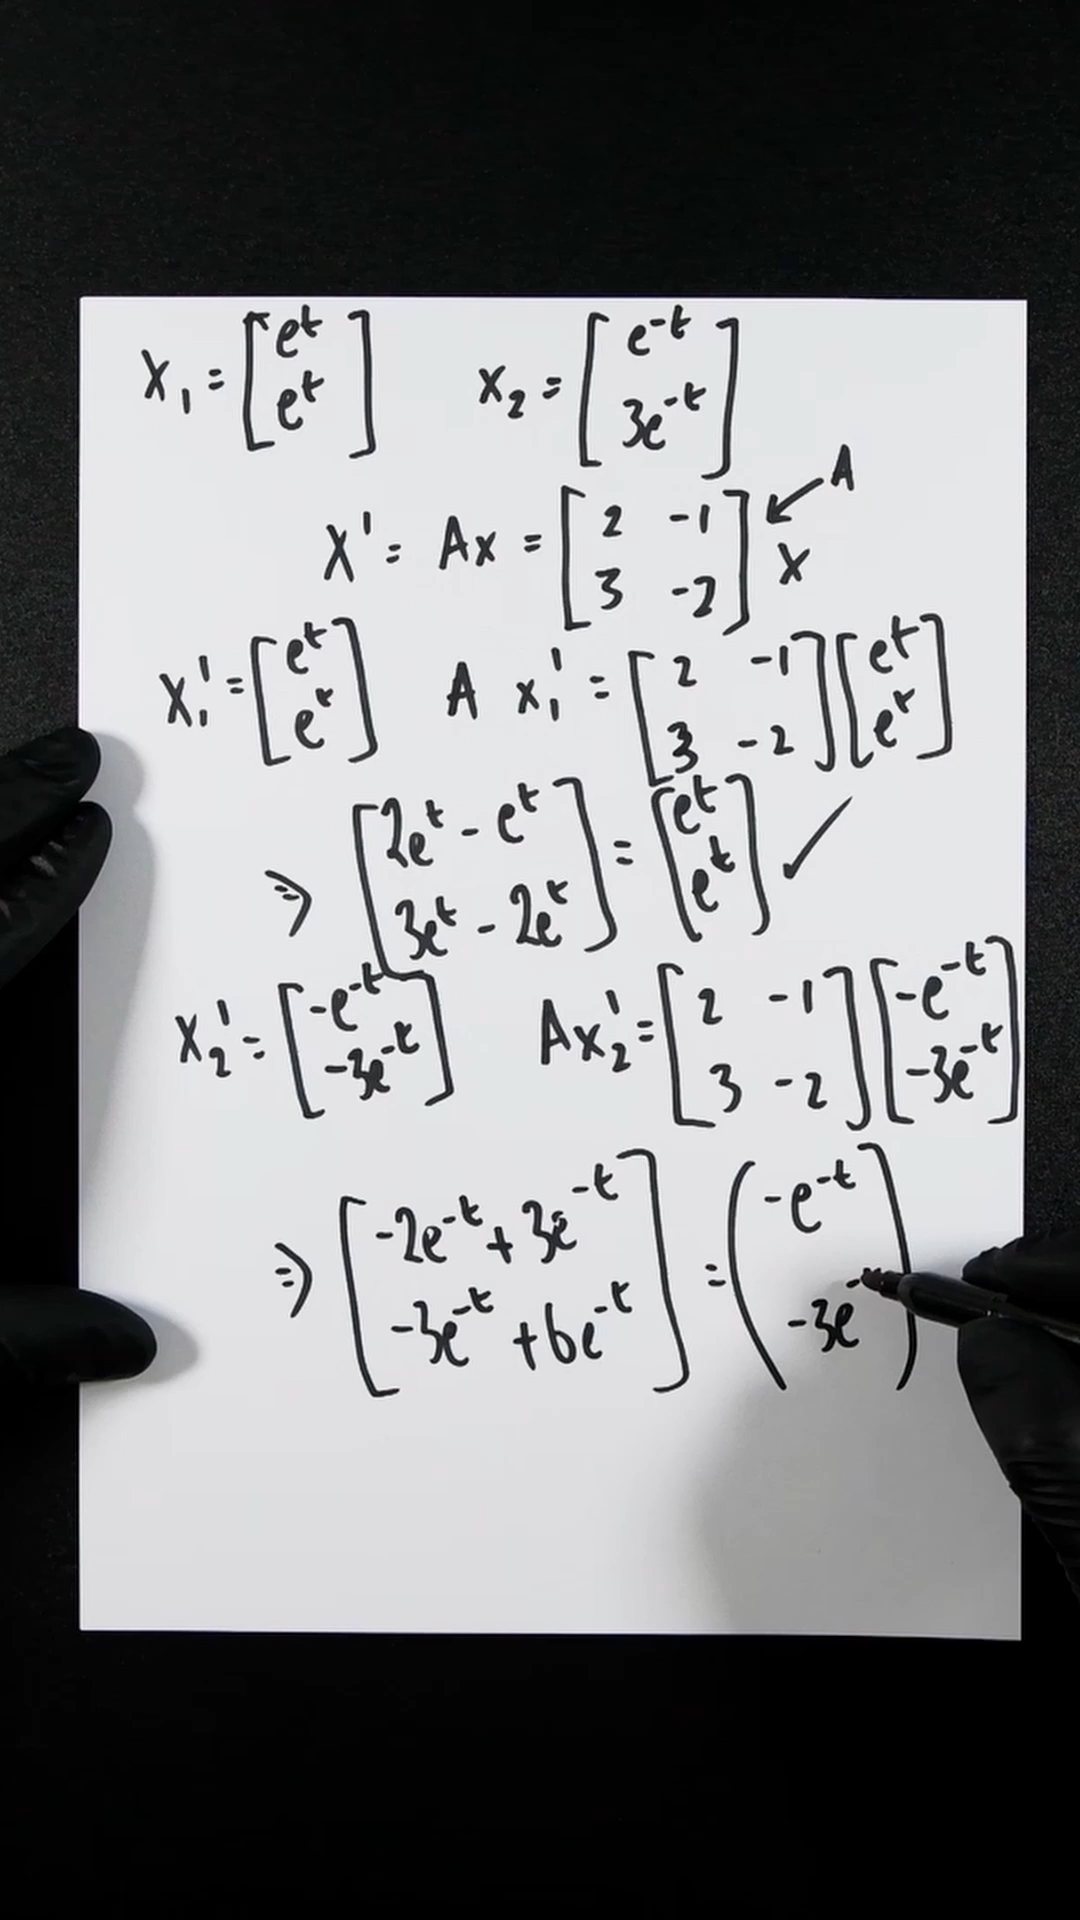 X₁ = [eᵗ; eᵗ]  x₂ = [e⁻ᵗ; 3e⁻ᵗ]
X' = Ax = [2 -1; 3 -2] X ← A
X₁' = [eᵗ; eᵗ]  A x₁' = [2 -1; 3 -2][eᵗ; eᵗ]
⇒ [2eᵗ - eᵗ; 3eᵗ - 2eᵗ] = [eᵗ; eᵗ] ✓
X₂' = [-e⁻ᵗ; -3e⁻ᵗ]  Ax₂' = [2 -1; 3 -2][-e⁻ᵗ; -3e⁻ᵗ]
⇒ [-2e⁻ᵗ + 3e⁻ᵗ; -3e⁻ᵗ + 6e⁻ᵗ] = (-e⁻ᵗ; -3e⁻)